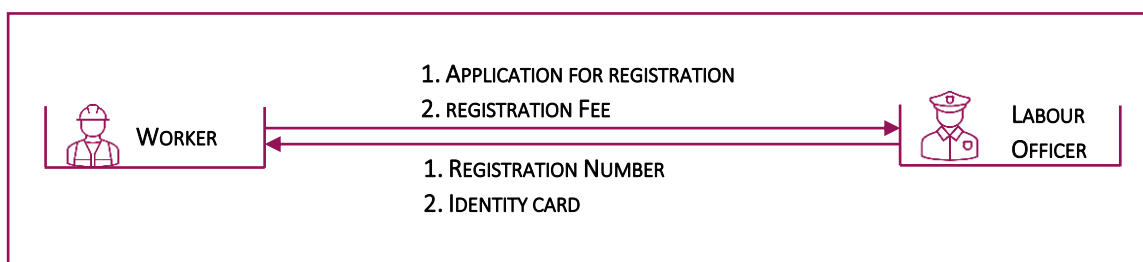 1. APPLICATION FOR REGISTRATION
2. REGISTRATION FEE
WORKER
LABOUR
OFFICER
1. REGISTRATION NUMBER
2. IDENTITY CARD